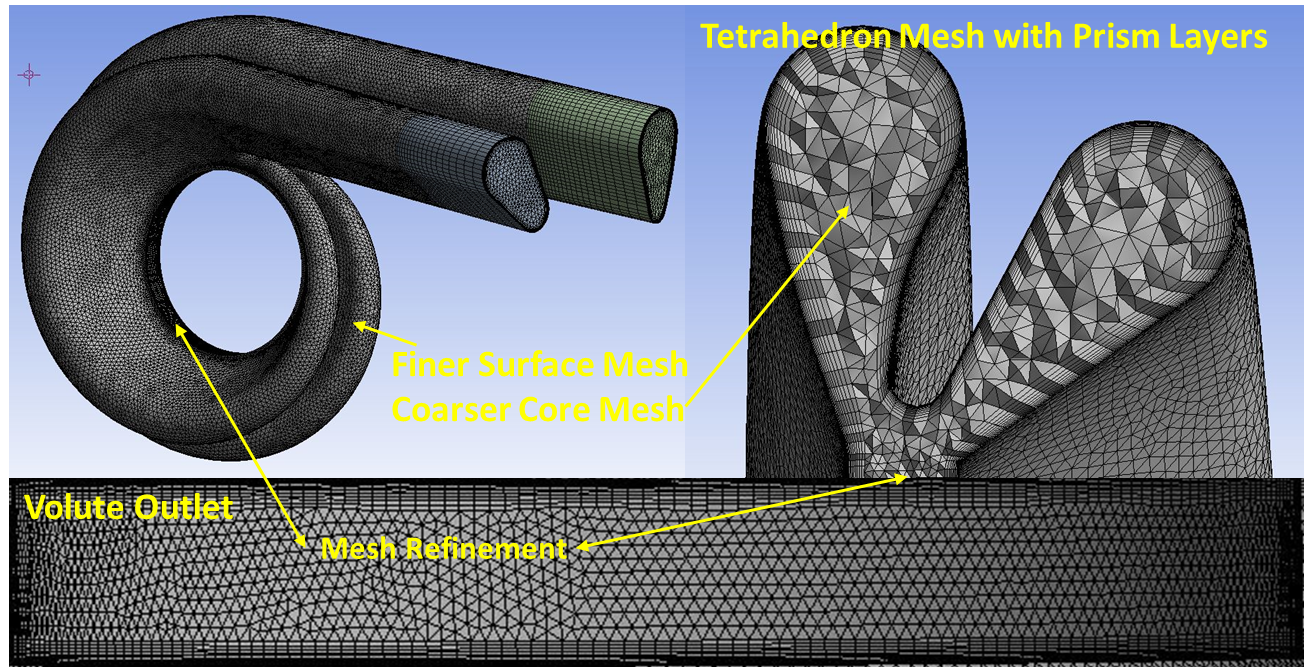 Tetrahedron Mesh with Prism Layers
Finer Surface Mesh
Coarser Core Mesh
Volute Outlet
Mesh Refinement